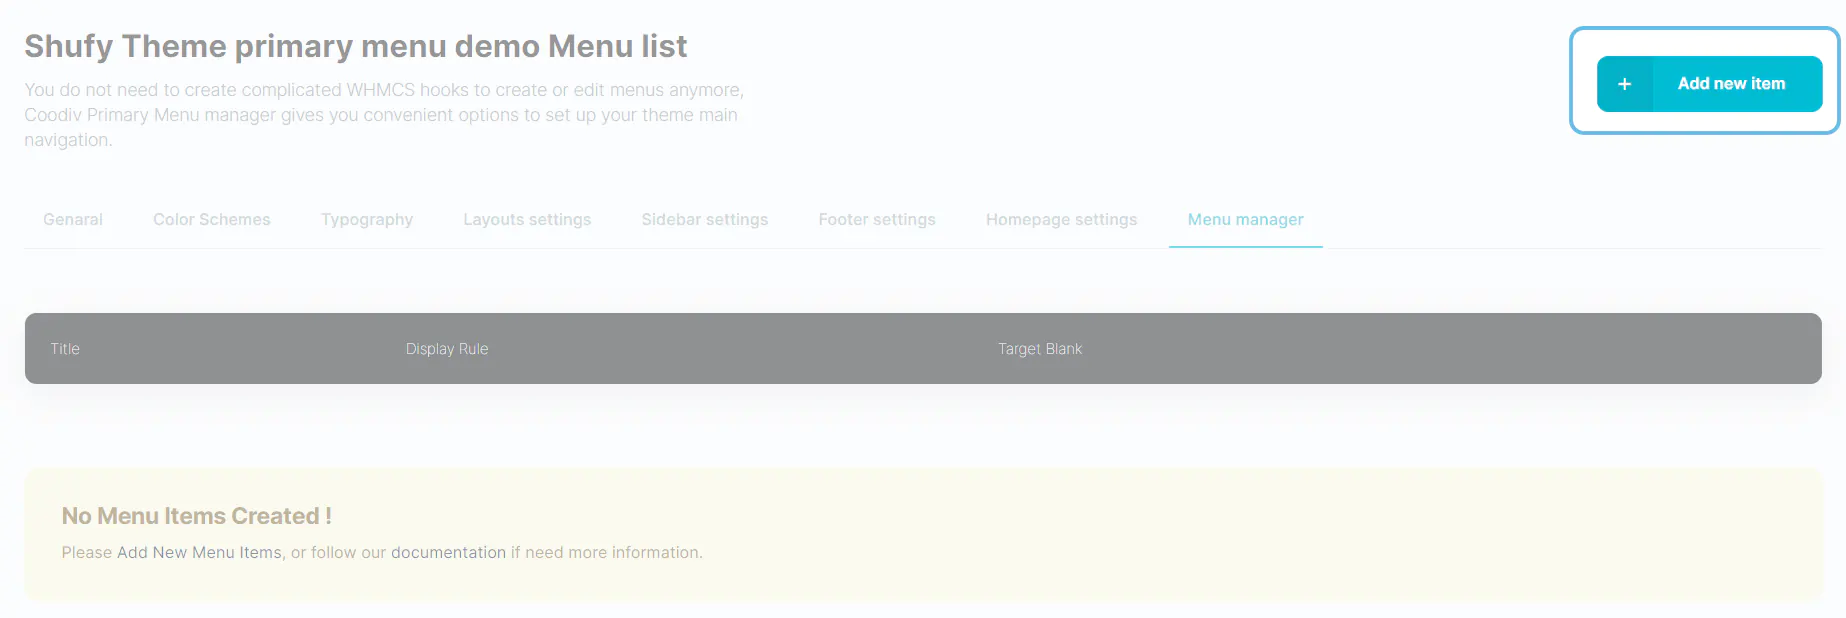 Shufy Theme primary menu demo Menu list
You do not need to create complicated WHMCS hooks to create or edit menus anymore,
Coodiv Primary Menu manager gives you convenient options to set up your theme main
navigation.
+ Add new item
Genaral Color Schemes Typography Layouts settings Sidebar settings Footer settings Homepage settings Menu manager
Title Display Rule Target Blank
No Menu Items Created !
Please Add New Menu Items, or follow our documentation if need more information.